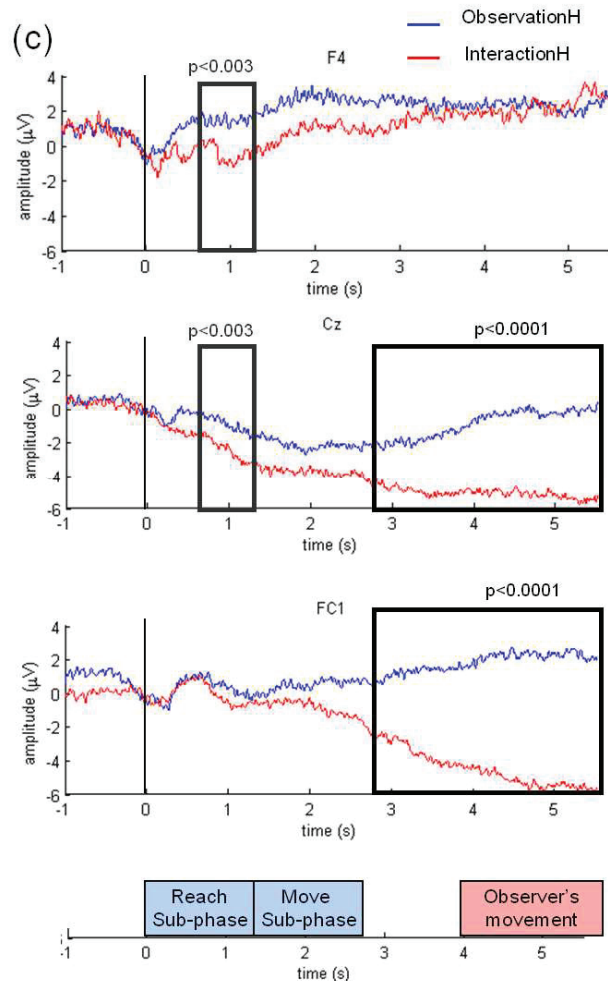 (c)
ObservationH
InteractionH
F4
p<0.003
amplitude (µV)
4
2
0
-2
-4
-6
-1 0 1 2 3 4 5
time (s)
Cz
p<0.003
p<0.0001
amplitude (µV)
4
2
0
-2
-4
-6
-1 0 1 2 3 4 5
time (s)
FC1
p<0.0001
amplitude (µV)
4
2
0
-2
-4
-6
-1 0 1 2 3 4 5
time (s)
Reach
Sub-phase
Move
Sub-phase
Observer's
movement
-1 0 1 2 3 4 5
time (s)